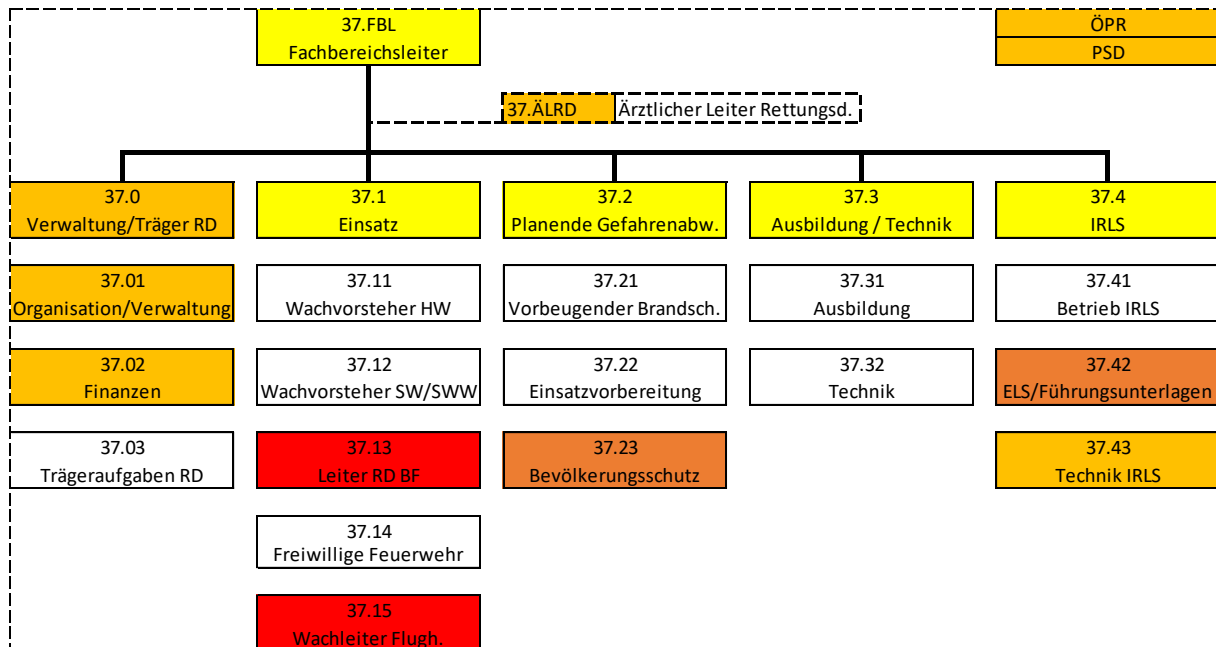 37.FBL
Fachbereichsleiter
ÖPR
PSD
37.ÄLRD Ärztlicher Leiter Rettungsd.
37.0
Verwaltung/Träger RD
37.1
Einsatz
37.2
Planende Gefahrenabw.
37.3
Ausbildung / Technik
37.4
IRLS
37.01
Organisation/Verwaltung
37.11
Wachvorsteher HW
37.21
Vorbeugender Brandsch.
37.31
Ausbildung
37.41
Betrieb IRLS
37.02
Finanzen
37.12
Wachvorsteher SW/SWW
37.22
Einsatzvorbereitung
37.32
Technik
37.42
ELS/Führungsunterlagen
37.03
Trägeraufgaben RD
37.13
Leiter RD BF
37.23
Bevölkerungsschutz
37.43
Technik IRLS
37.14
Freiwillige Feuerwehr
37.15
Wachleiter Flugh.